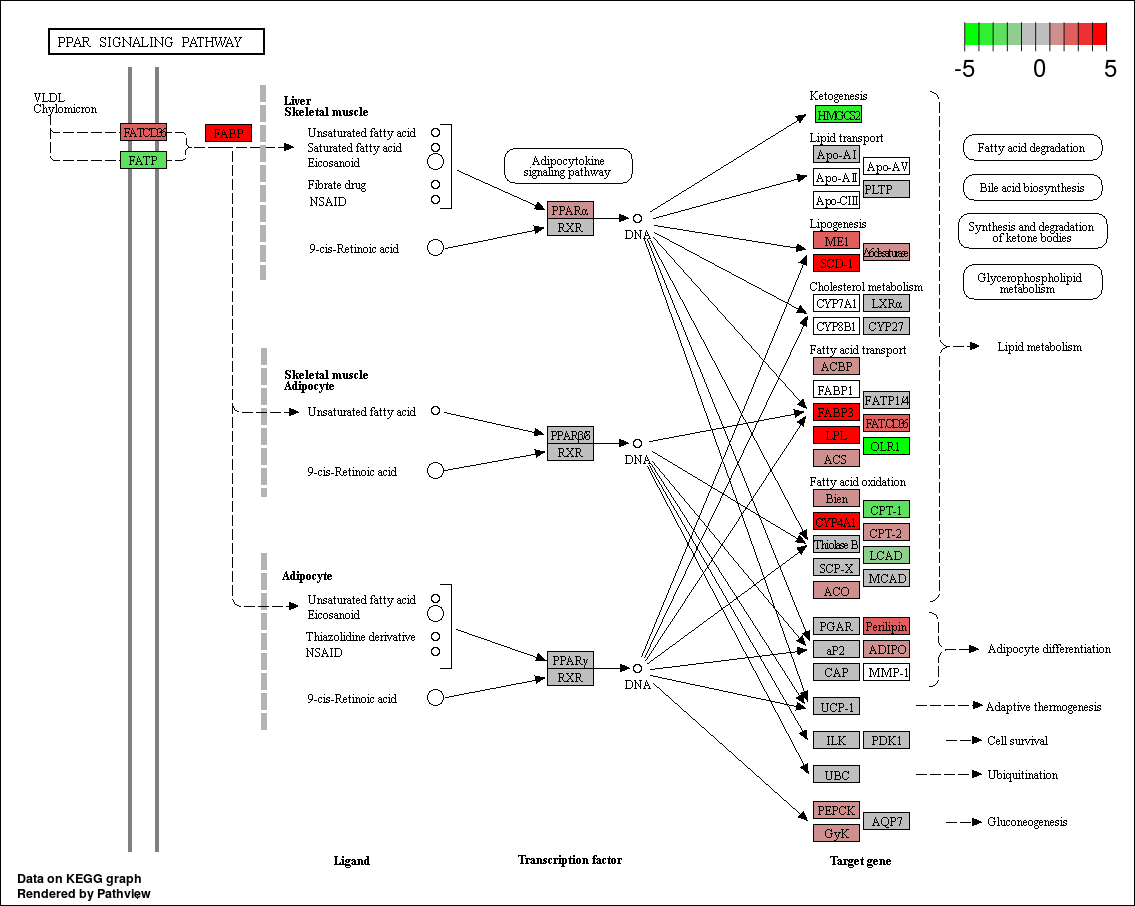 PPAR SIGNALING PATHWAY
-5 0 5
VLDL
Chylomicron
FATCD36
FATP
FABP
Liver
Skeletal muscle
Unsaturated fatty acid
Saturated fatty acid
Eicosanoid
Fibrate drug
NSAID
9-cis-Retinoic acid
Adipocytokine
signaling pathway
PPARα
RXR
DNA
Skeletal muscle
Adipocyte
Unsaturated fatty acid
9-cis-Retinoic acid
PPARβδ
RXR
DNA
Adipocyte
Unsaturated fatty acid
Eicosanoid
Thiazolidine derivative
NSAID
9-cis-Retinoic acid
PPARγ
RXR
DNA
Ketogenesis
HMGCS2
Lipid transport
Apo-AI
Apo-AV
Apo-AII
PLTP
Apo-CIII
Lipogenesis
ME1
Δ6desaturase
SCD-1
Cholesterol metabolism
CYP7A1
LXRα
CYP8B1
CYP27
Fatty acid transport
ACBP
FABP1
FATP1/4
FABP3
FATCD36
LPL
OLR1
ACS
Fatty acid oxidation
Bien
CPT-1
CYP4A1
CPT-2
Thiolase B
LCAD
SCP-X
MCAD
ACO
PGAR
Perilipin
aP2
ADIPO
CAP
MMP-1
UCP-1
ILK
PDK1
UBC
PEPCK
AQP7
GyK
Fatty acid degradation
Bile acid biosynthesis
Synthesis and degradation
of ketone bodies
Glycerophospholipid
metabolism
Lipid metabolism
Adipocyte differentiation
Adaptive thermogenesis
Cell survival
Ubiquitination
Gluconeogenesis
Ligand
Transcription factor
Target gene
Data on KEGG graph
Rendered by Pathview